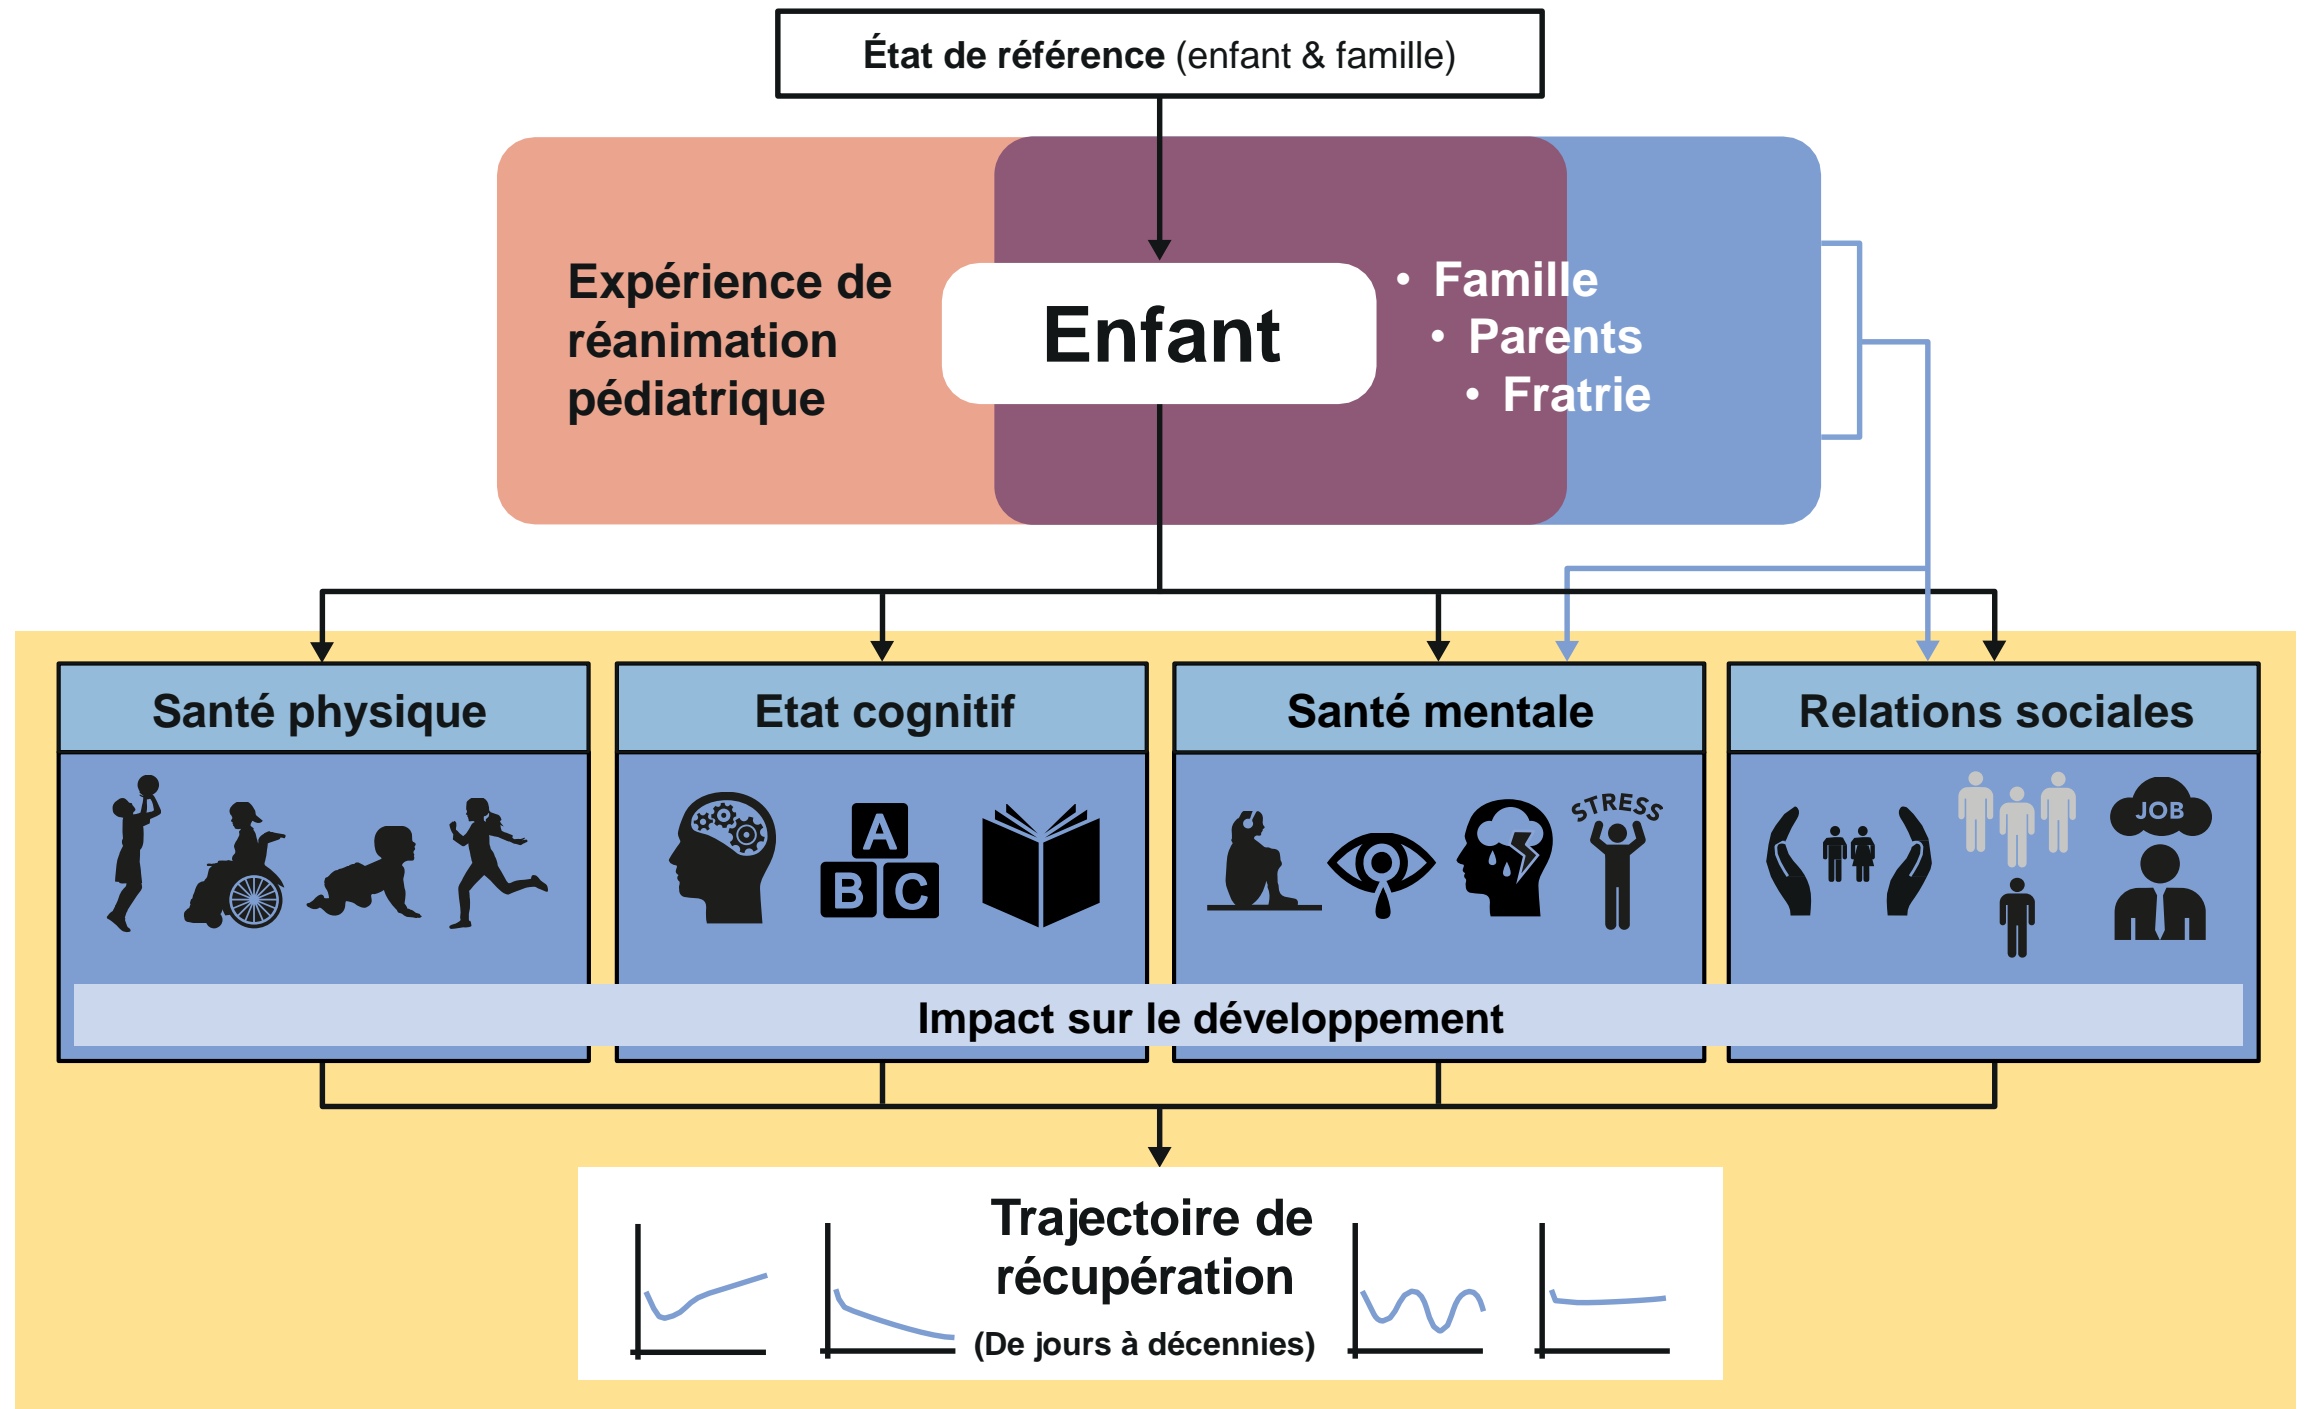 État de référence (enfant & famille)
Expérience de
réanimation
pédiatrique
Enfant
• Famille
• Parents
• Fratrie
Santé physique
Etat cognitif
Santé mentale
Relations sociales
A
B C
STRESS
JOB
Impact sur le développement
Trajectoire de
récupération
(De jours à décennies)